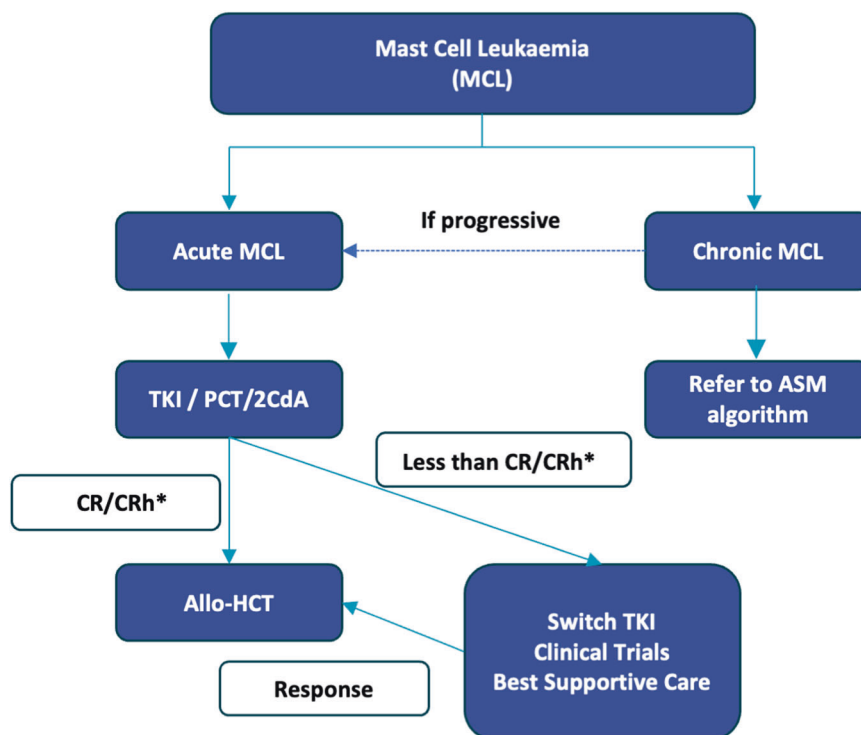 Mast Cell Leukaemia
(MCL)
If progressive
Acute MCL
Chronic MCL
TKI / PCT/2CdA
Refer to ASM
algorithm
Less than CR/CRh*
CR/CRh*
Allo-HCT
Switch TKI
Clinical Trials
Best Supportive Care
Response